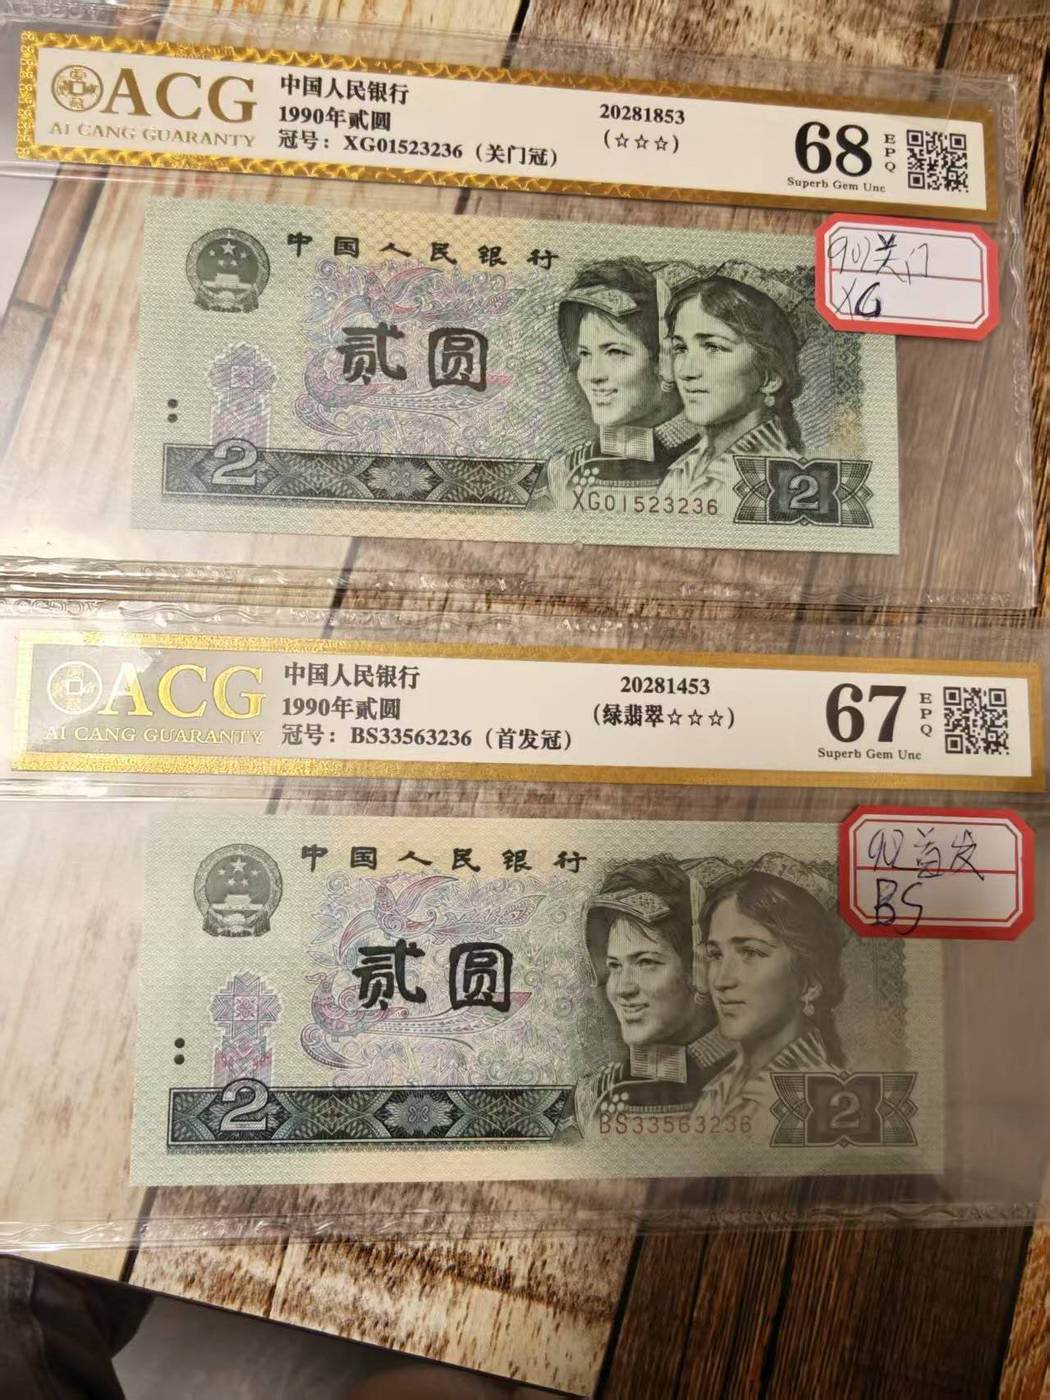 ACG
AI CANG GUARANTY
中国人民银行
1990年贰圆
冠号：XG01523236（关门冠）
20281853
(☆☆☆)
68
EPQ
Superb Gem Unc
90)关门
XG
中国人民银行
贰圆
2
XG01523236
2
ACG
AI CANG GUARANTY
中国人民银行
1990年贰圆
冠号：BS33563236（首发冠）
20281453
(绿翡翠☆☆☆)
67
EPQ
Superb Gem Unc
902首发
BS
中国人民银行
贰圆
2
BS33563236
2